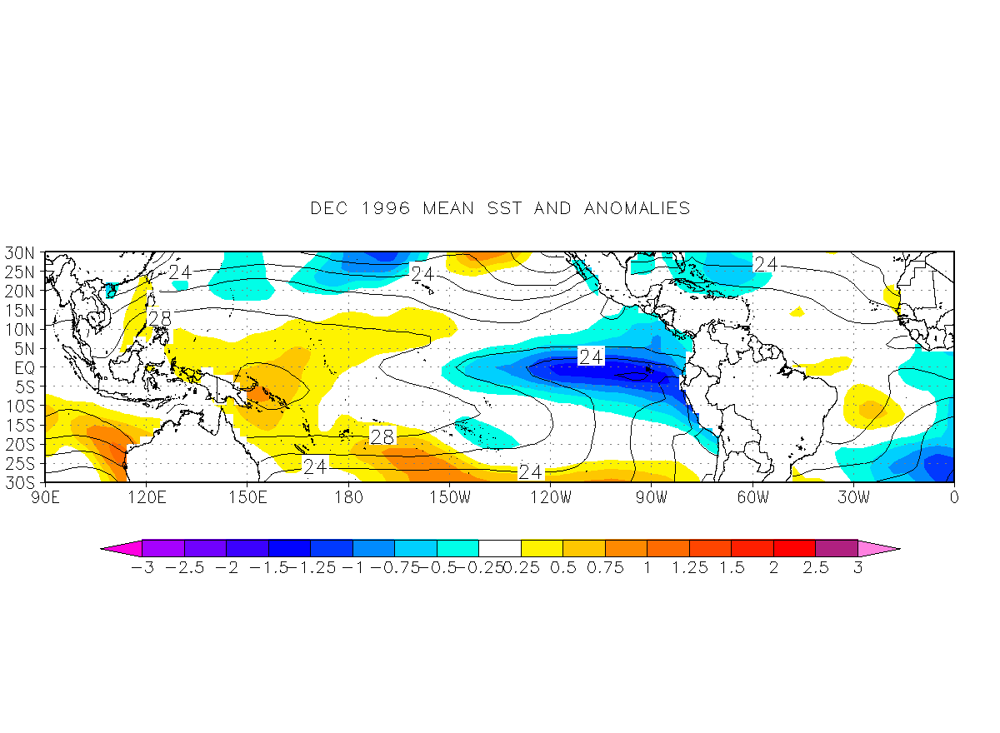 DEC 1996 MEAN SST AND ANOMALIES
30N
25N 24 24 24
20N
15N 28
10N
5N 24
EQ
5S
10S
15S 28
20S
25S 24 24
30S
90E 120E 150E 180 150W 120W 90W 60W 30W 0
−3 −2.5 −2 −1.5 −1.25 −1 −0.75 −0.5 −0.25 0.25 0.5 0.75 1 1.25 1.5 2 2.5 3